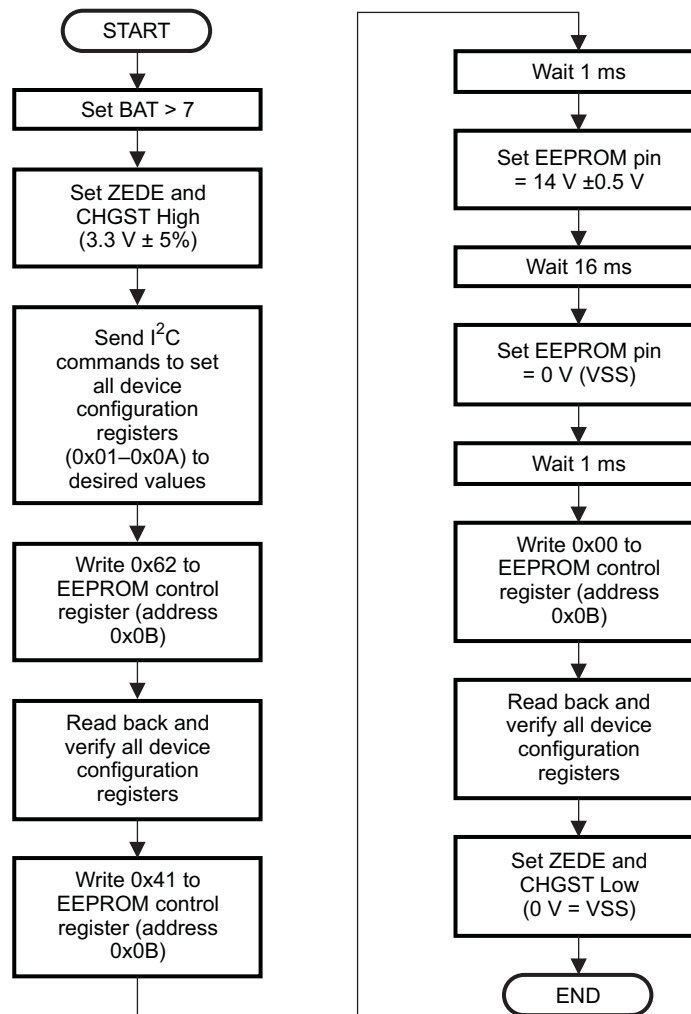 START
Set BAT > 7
Set ZEDE and
CHGST High
(3.3 V ± 5%)
Send I²C
commands to set
all device
configuration
registers
(0x01–0x0A) to
desired values
Write 0x62 to
EEPROM control
register (address
0x0B)
Read back and
verify all device
configuration
registers
Write 0x41 to
EEPROM control
register (address
0x0B)
Wait 1 ms
Set EEPROM pin
= 14 V ±0.5 V
Wait 16 ms
Set EEPROM pin
= 0 V (VSS)
Wait 1 ms
Write 0x00 to
EEPROM control
register (address
0x0B)
Read back and
verify all device
configuration
registers
Set ZEDE and
CHGST Low
(0 V = VSS)
END